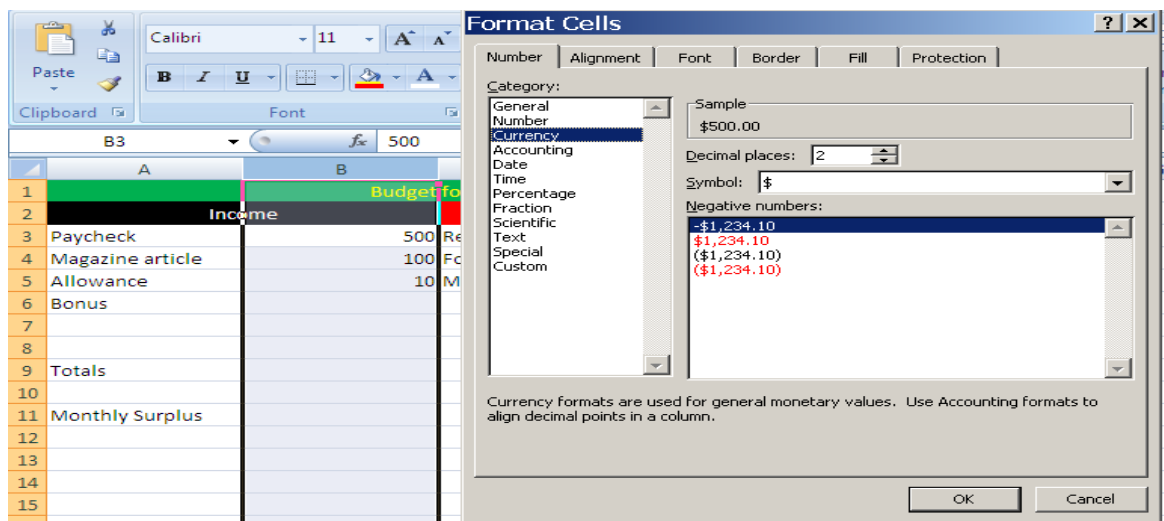 Calibri
11
A A
Paste
B I U
A
Clipboard
Font
B3
fx
500
A
B
1
Budget fo
2
Income
3 Paycheck 500 Re
4 Magazine article 100 Fo
5 Allowance 10 M
6 Bonus
7
8
9 Totals
10
11 Monthly Surplus
12
13
14
15
Format Cells
? X
Number Alignment Font Border Fill Protection
Category:
General
Number
Currency
Accounting
Date
Time
Percentage
Fraction
Scientific
Text
Special
Custom
Sample
$500.00
Decimal places: 2
Symbol: $
Negative numbers:
-$1,234.10
$1,234.10
($1,234.10)
($1,234.10)
Currency formats are used for general monetary values. Use Accounting formats to
align decimal points in a column.
OK Cancel